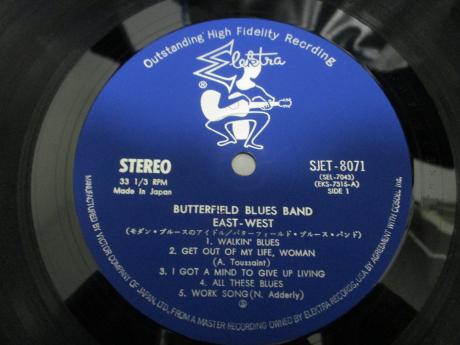 Outstanding High Fidelity Recrding
Elektra
®
STEREO
33 1/3 RPM
Made in Japan
SJET-8071
(SEL-7043)
(EKS-7315-A)
SIDE 1
BUTTERFIELD BLUES BAND
EAST-WEST
(モダン・ブルースのアイドル/バターフィールド・ブルース・バンド)
1. WALKIN' BLUES
2. GET OUT OF MY LIFE, WOMAN
(A. Toussaint)
3. I GOT A MIND TO GIVE UP LIVING
4. ALL THESE BLUES
5. WORK SONG (N. Adderly)
MANUFACTURED BY VICTOR COMPANY OF JAPAN, LTD. FROM A MASTER RECORDING OWNED BY ELEKTRA RECORDS, USA BY AGREEMENT WITH COSDEL Inc.